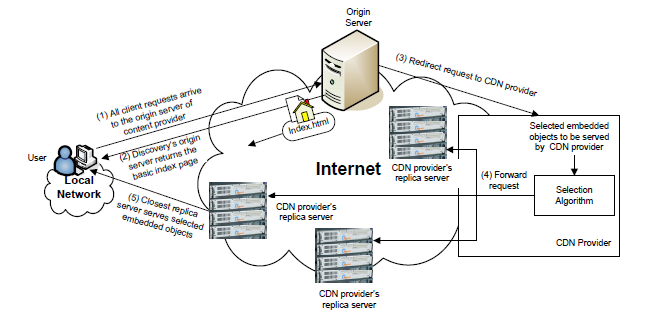 Origin
Server
(3) Redirect request to CDN provider
(1) All client requests arrive
to the origin server of
content provider
Index.html
Selected embedded
objects to be served
by CDN provider
User
(2) Discovery's origin
server returns the
basic index page
Internet
CDN provider's
replica server
(4) Forward
request
Local
Network
Selection
Algorithm
(5) Closest replica
server serves selected
embedded objects
CDN provider's
replica server
CDN Provider
CDN provider's
replica server